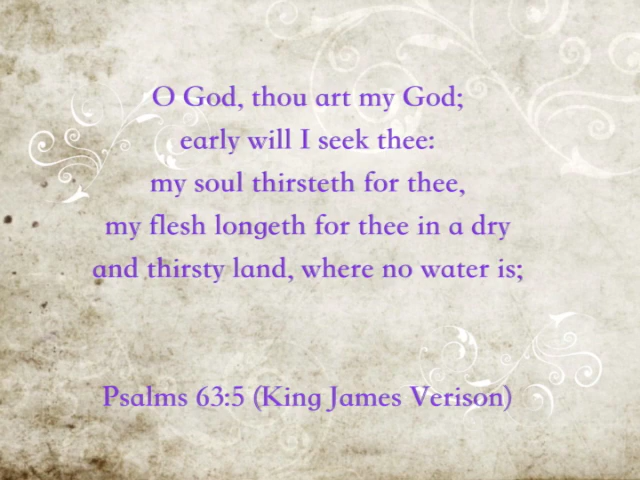 O God, thou art my God;
early will I seek thee:
my soul thirsteth for thee,
my flesh longeth for thee in a dry
and thirsty land, where no water is;
Psalms 63:5 (King James Verison)